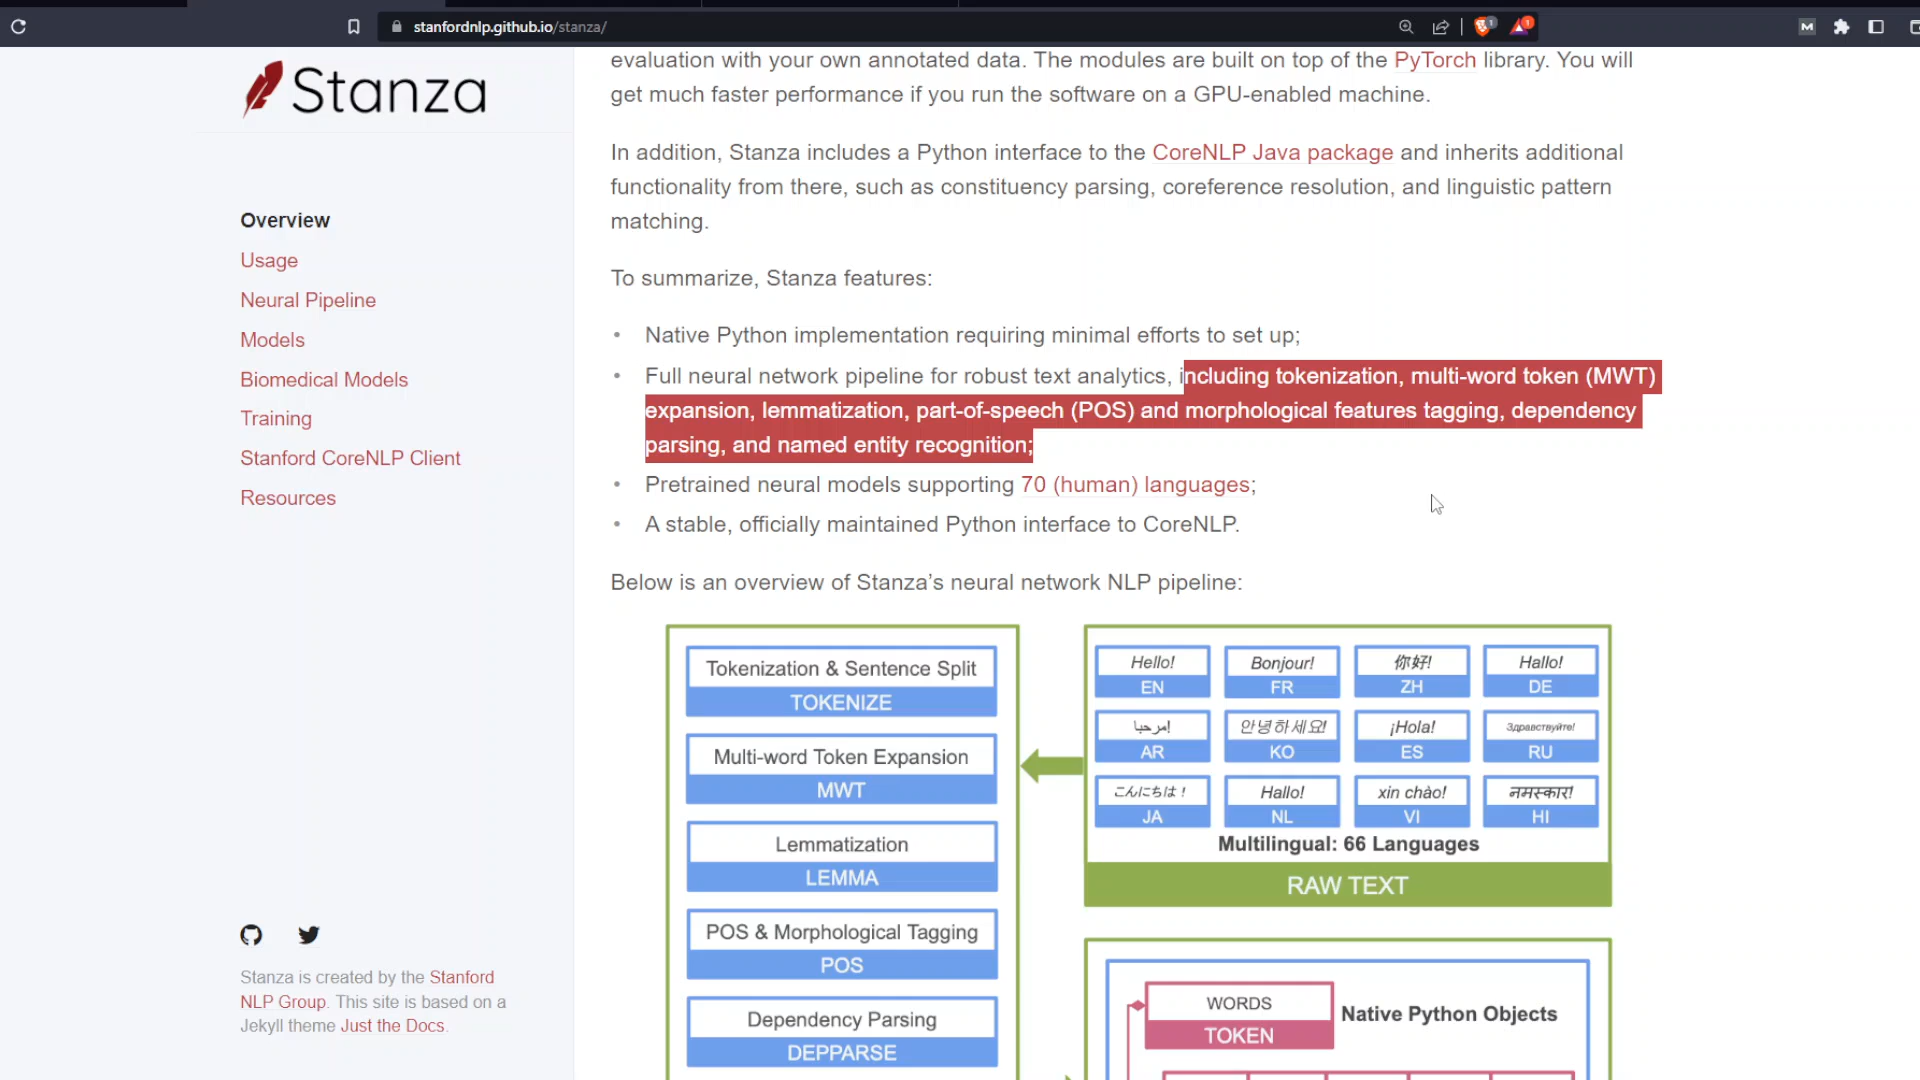 stanfordnlp.github.io/stanza/
1
1
M
Stanza
Overview
Usage
Neural Pipeline
Models
Biomedical Models
Training
Stanford CoreNLP Client
Resources
Stanza is created by the Stanford
NLP Group. This site is based on a
Jekyll theme Just the Docs.
evaluation with your own annotated data. The modules are built on top of the PyTorch library. You will
get much faster performance if you run the software on a GPU-enabled machine.
In addition, Stanza includes a Python interface to the CoreNLP Java package and inherits additional
functionality from there, such as constituency parsing, coreference resolution, and linguistic pattern
matching.
To summarize, Stanza features:
• Native Python implementation requiring minimal efforts to set up;
• Full neural network pipeline for robust text analytics, including tokenization, multi-word token (MWT)
expansion, lemmatization, part-of-speech (POS) and morphological features tagging, dependency
parsing, and named entity recognition;
• Pretrained neural models supporting 70 (human) languages;
• A stable, officially maintained Python interface to CoreNLP.
Below is an overview of Stanza’s neural network NLP pipeline:
Tokenization & Sentence Split
TOKENIZE
Multi-word Token Expansion
MWT
Lemmatization
LEMMA
POS & Morphological Tagging
POS
Dependency Parsing
DEPPARSE
Hello! Bonjour! 你好! Hallo!
EN FR ZH DE
مرحبا! 안녕하세요! ¡Hola! Здравствуйте!
AR KO ES RU
こんにちは！ Hallo! xin chào! नमस्कार!
JA NL VI HI
Multilingual: 66 Languages
RAW TEXT
WORDS
TOKEN
Native Python Objects